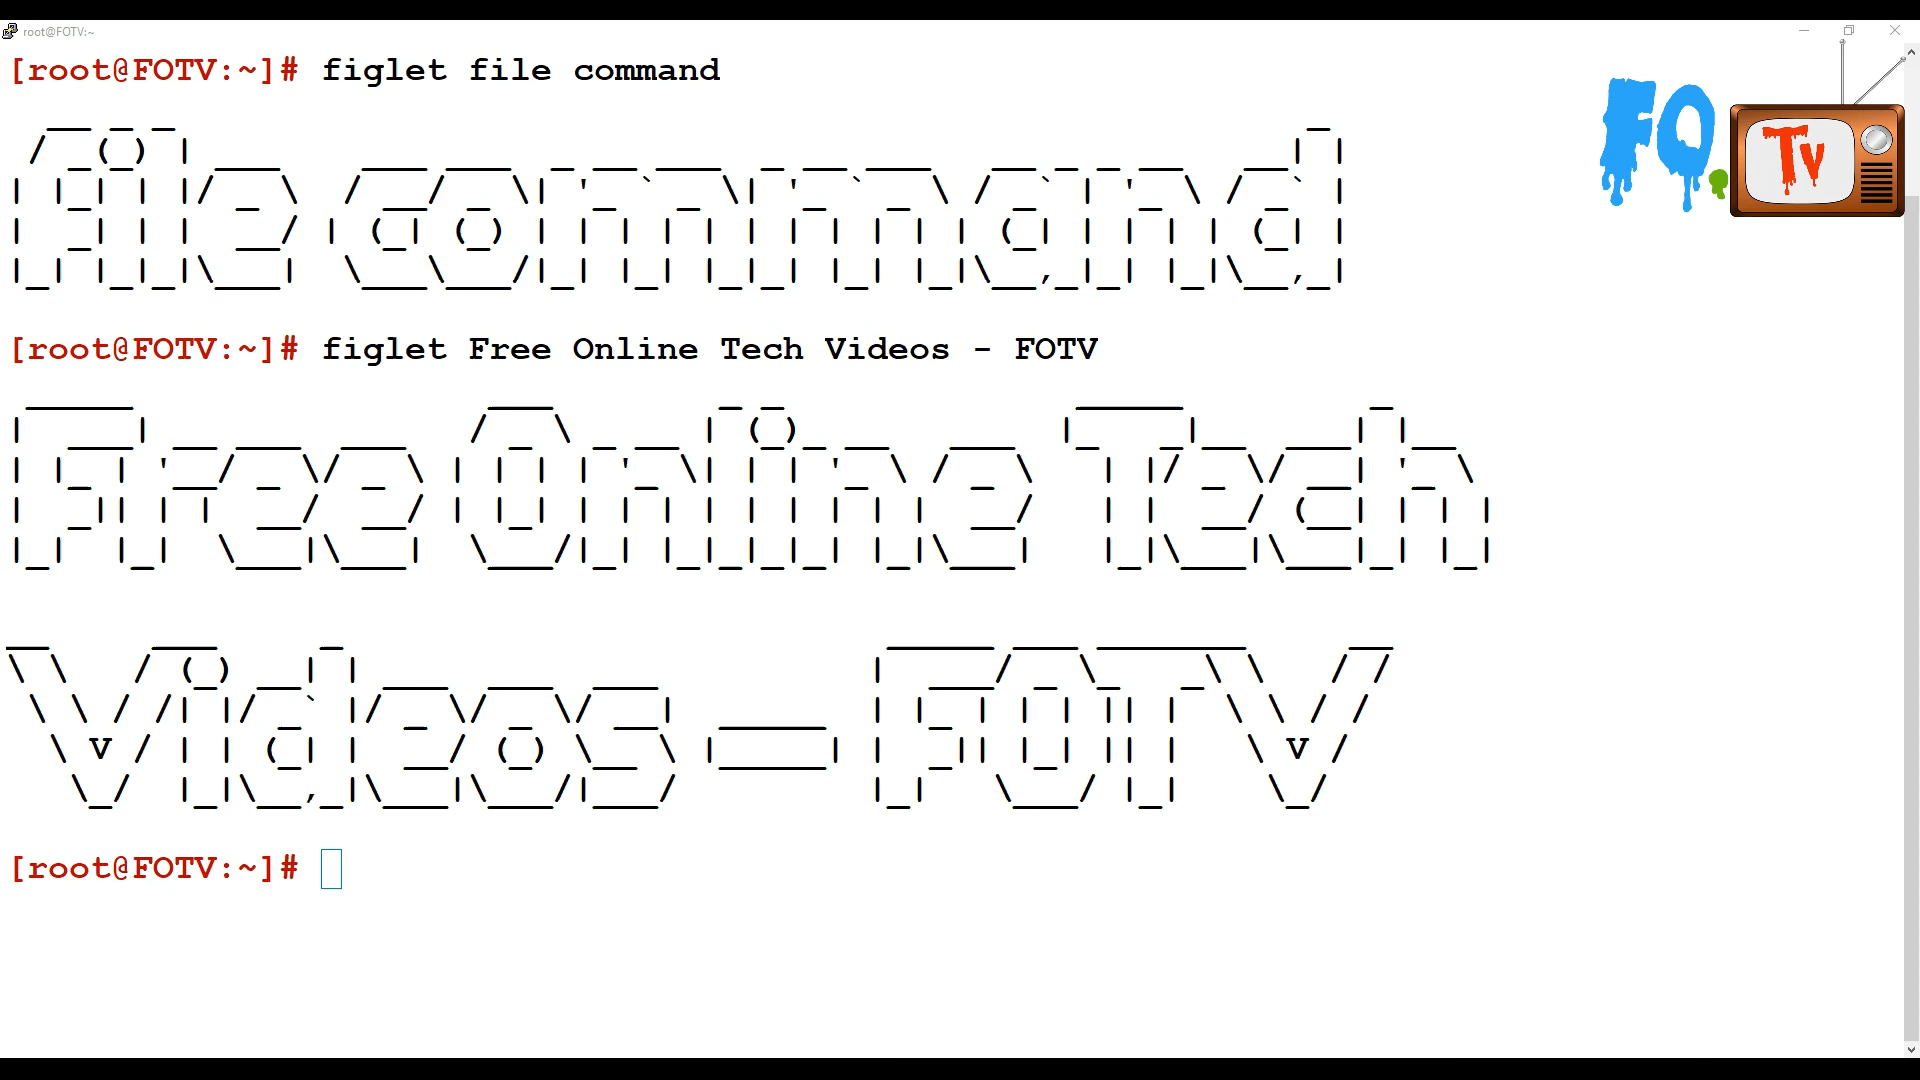 root@FOTV:~
[root@FOTV:~]# figlet file command
file command
[root@FOTV:~]# figlet Free Online Tech Videos - FOTV
Free Online Tech
Videos - FOTV
[root@FOTV:~]#
FO.
Tv